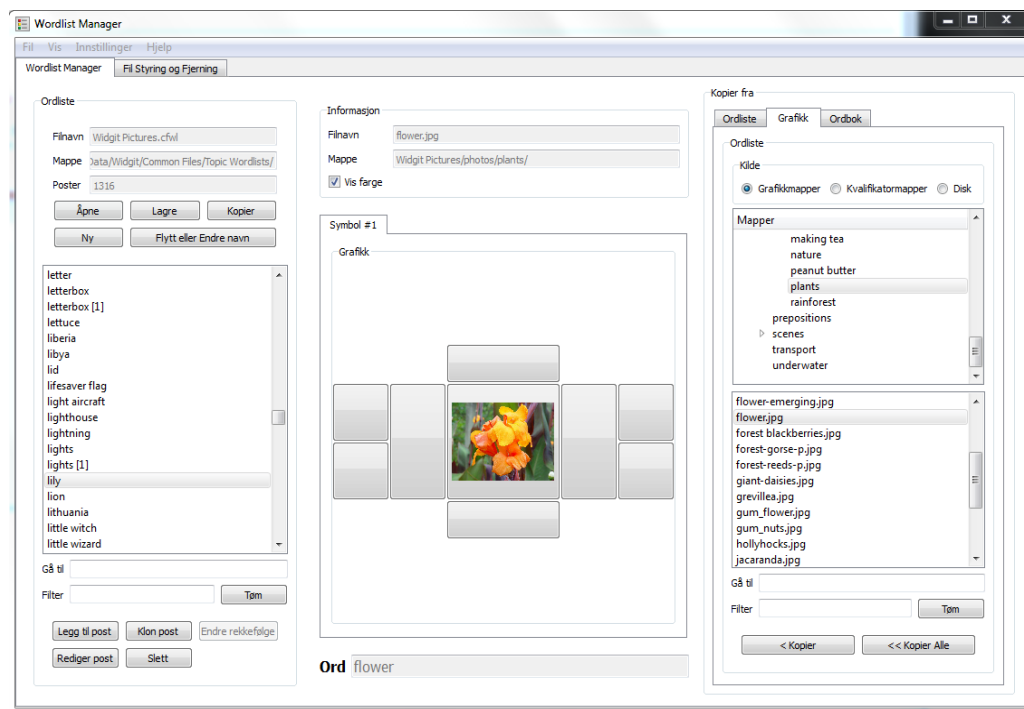 Wordlist Manager
Fil Vis Innstillinger Hjelp
Wordlist Manager Fil Styring og Fjerning
Ordliste
Filnavn Widgit Pictures.cfwl
Mappe Data/Widgit/Common Files/Topic Wordlists/
Poster 1316
Åpne Lagre Kopier
Ny Flytt eller Endre navn
letter
letterbox
letterbox [1]
lettuce
liberia
libya
lid
lifesaver flag
light aircraft
lighthouse
lightning
lights
lights [1]
lily
lion
lithuania
little witch
little wizard
Gå til
Filter Tøm
Legg til post Klon post Endre rekkefølge
Rediger post Slett
Informasjon
Filnavn flower.jpg
Mappe Widgit Pictures/photos/plants/
Vis farge
Symbol #1
Grafikk
Ord flower
Kopier fra
Ordliste Grafikk Ordbok
Ordliste
Kilde
Grafikkmapper Kvalifikatormapper Disk
Mapper
making tea
nature
peanut butter
plants
rainforest
prepositions
scenes
transport
underwater
flower-emerging.jpg
flower.jpg
forest blackberries.jpg
forest-gorse-p.jpg
forest-reeds-p.jpg
giant-daisies.jpg
grevillea.jpg
gum_flower.jpg
gum_nuts.jpg
hollyhocks.jpg
jacaranda.jpg
Gå til
Filter Tøm
< Kopier << Kopier Alle